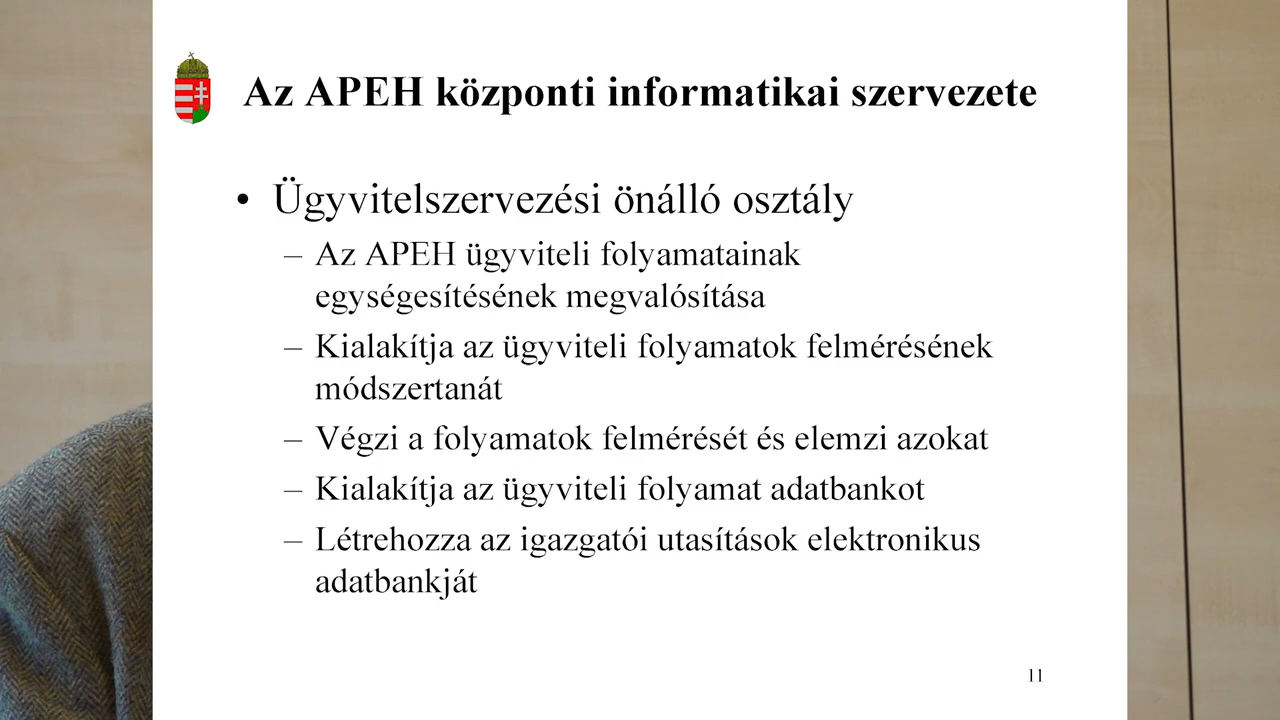 Az APEH központi informatikai szervezete
• Ügyvitelszervezési önálló osztály
– Az APEH ügyviteli folyamatainak
egységesítésének megvalósítása
– Kialakítja az ügyviteli folyamatok felmérésének
módszertanát
– Végzi a folyamatok felmérését és elemzi azokat
– Kialakítja az ügyviteli folyamat adatbankot
– Létrehozza az igazgatói utasítások elektronikus
adatbankját
11